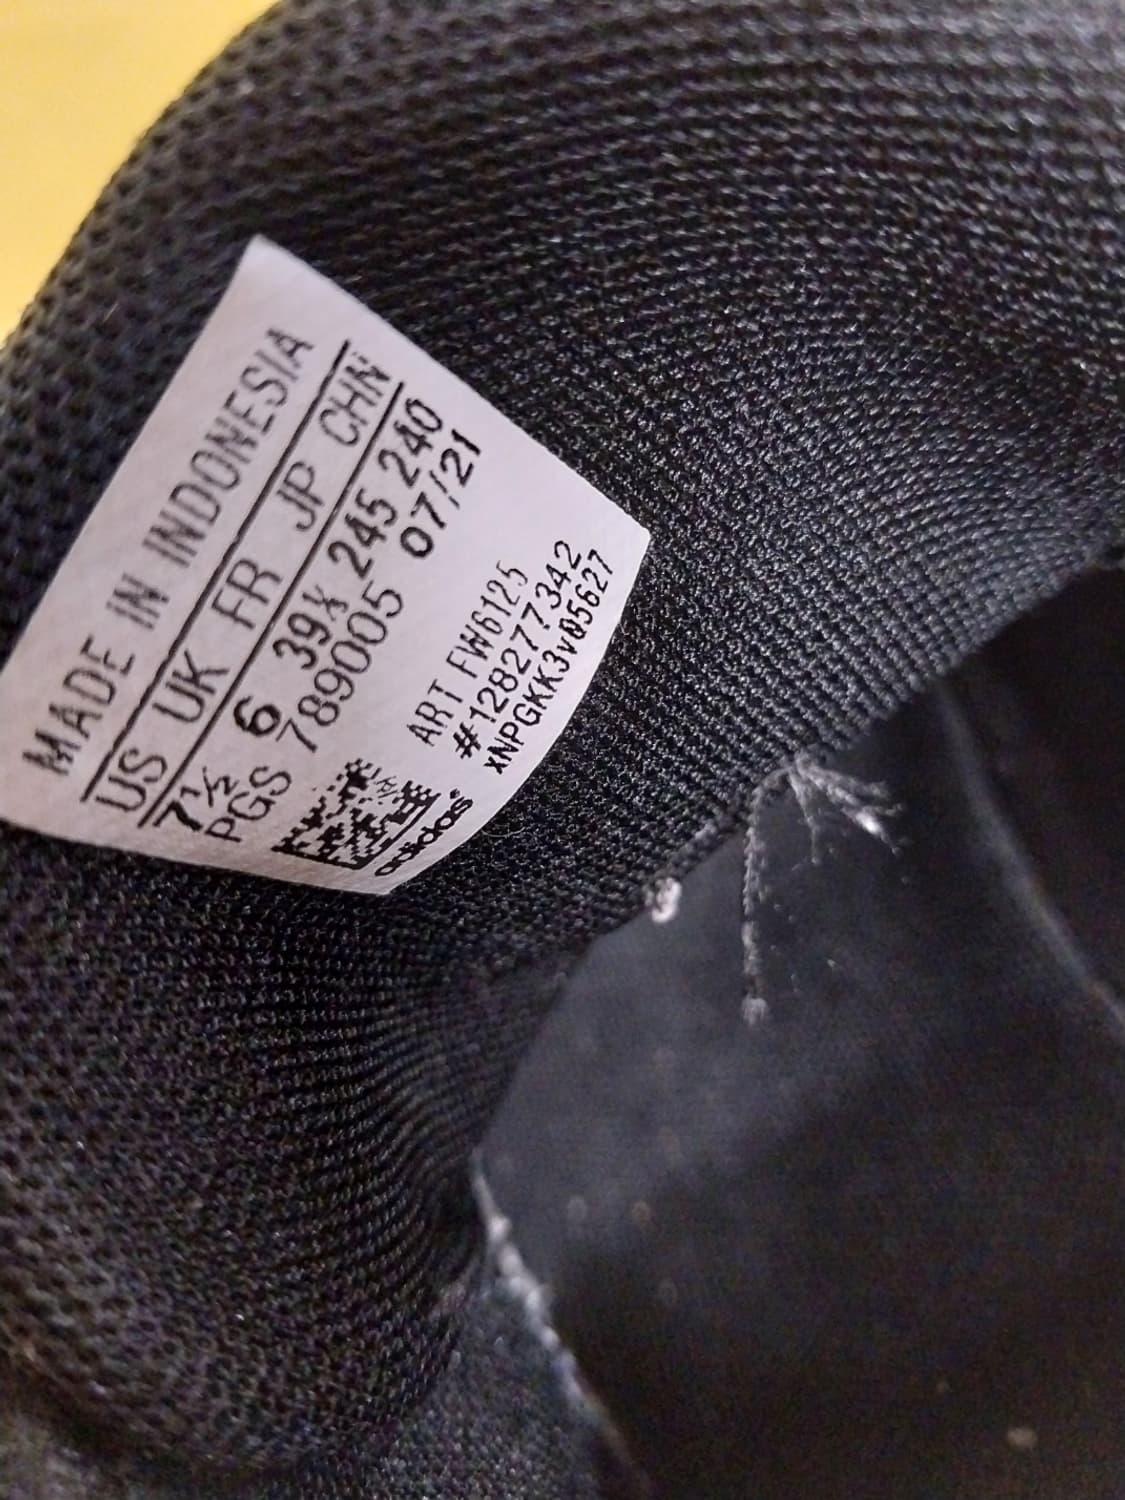 MADE IN INDONESIA
US UK FR JP CHN
7½ 6 39⅓ 245 240
PGS 789005 07/21
ART FW6125
#1282777342
XNPGKK3V05627
adidas®